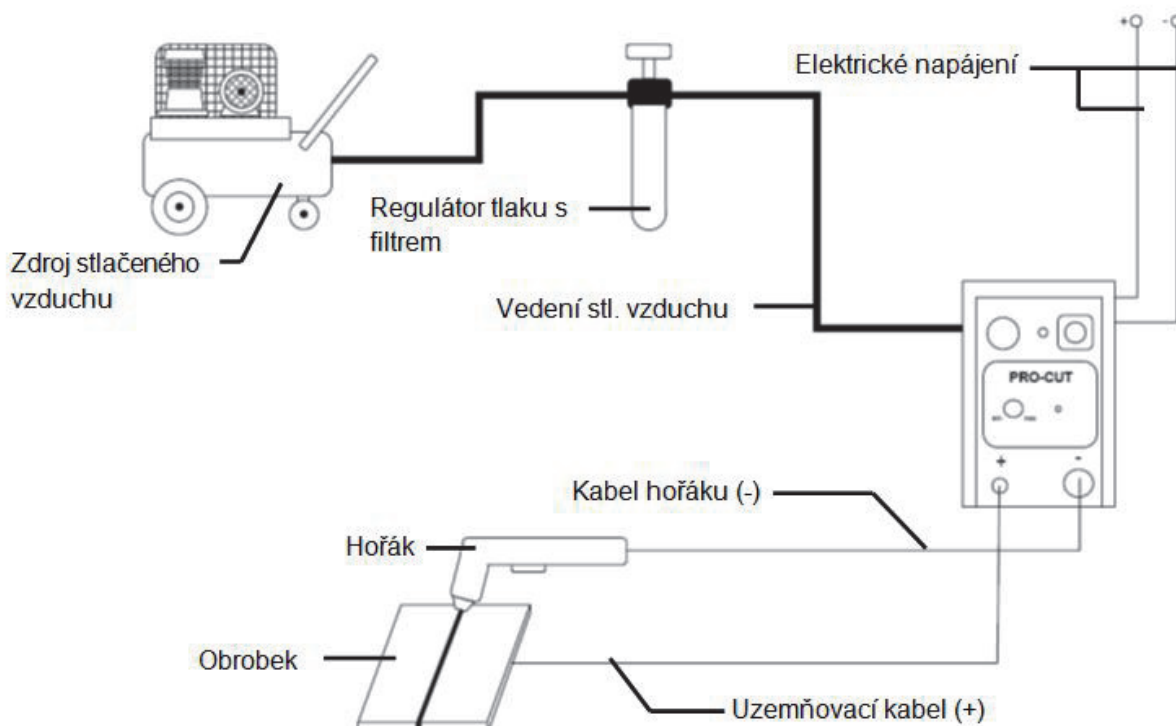 + -
Elektrické napájení
Regulátor tlaku s
filtrem
Zdroj stlačeného
vzduchu
Vedení stl. vzduchu
PRO-CUT
+ -
Kabel hořáku (-)
Hořák
Obrobek
Uzemňovací kabel (+)